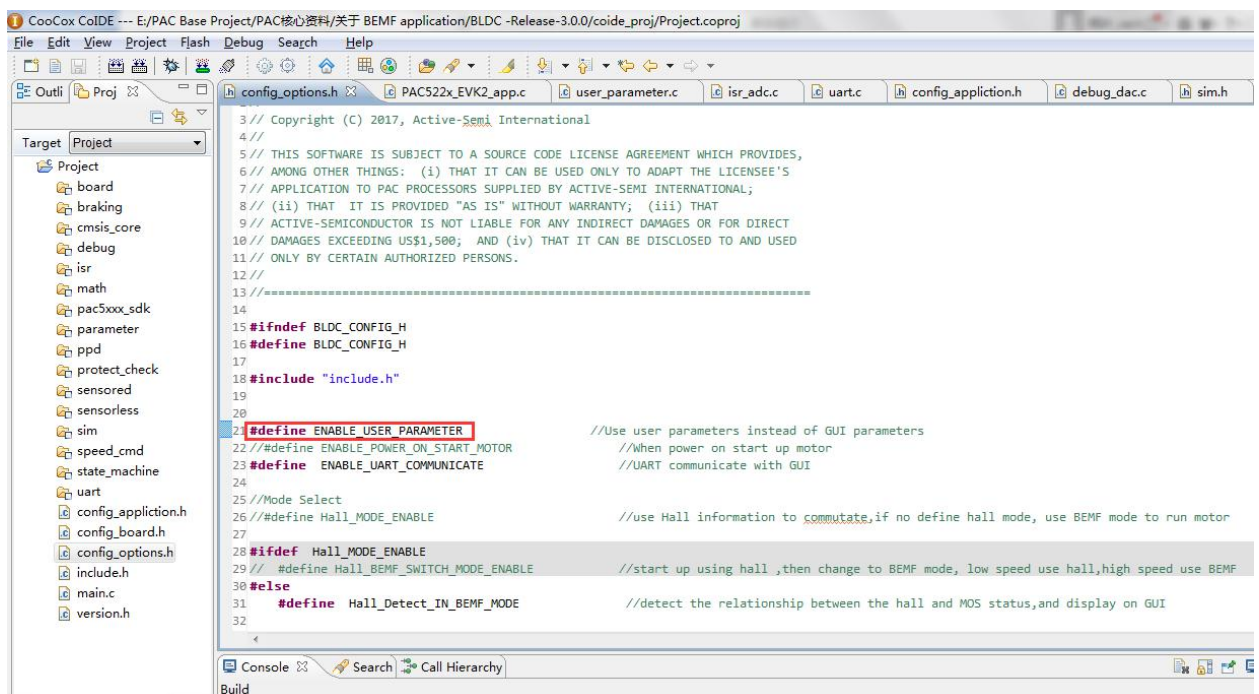 CooCox CoIDE --- E:/PAC Base Project/PAC核心资料/关于 BEMF application/BLDC -Release-3.0.0/coide_proj/Project.coproj
File Edit View Project Flash Debug Search Help
Outli Proj
config_options.h PAC522x_EVK2_app.c user_parameter.c isr_adc.c uart.c config_appliction.h debug_dac.c sim.h
Target Project
Project
board
braking
cmsis_core
debug
isr
math
pac5xxx_sdk
parameter
ppd
protect_check
sensored
sensorless
sim
speed_cmd
state_machine
uart
config_appliction.h
config_board.h
config_options.h
include.h
main.c
version.h
3 // Copyright (C) 2017, Active-Semi International
4 //
5 // THIS SOFTWARE IS SUBJECT TO A SOURCE CODE LICENSE AGREEMENT WHICH PROVIDES,
6 // AMONG OTHER THINGS: (i) THAT IT CAN BE USED ONLY TO ADAPT THE LICENSEE'S
7 // APPLICATION TO PAC PROCESSORS SUPPLIED BY ACTIVE-SEMI INTERNATIONAL;
8 // (ii) THAT IT IS PROVIDED "AS IS" WITHOUT WARRANTY; (iii) THAT
9 // ACTIVE-SEMICONDUCTOR IS NOT LIABLE FOR ANY INDIRECT DAMAGES OR FOR DIRECT
10 // DAMAGES EXCEEDING US$1,500; AND (iv) THAT IT CAN BE DISCLOSED TO AND USED
11 // ONLY BY CERTAIN AUTHORIZED PERSONS.
12 //
13 //==============================================================================
14
15 #ifndef BLDC_CONFIG_H
16 #define BLDC_CONFIG_H
17
18 #include "include.h"
19
20
21 #define ENABLE_USER_PARAMETER //Use user parameters instead of GUI parameters
22 //#define ENABLE_POWER_ON_START_MOTOR //When power on start up motor
23 #define ENABLE_UART_COMMUNICATE //UART communicate with GUI
24
25 //Mode Select
26 //#define Hall_MODE_ENABLE //use Hall information to commutate,if no define hall mode, use BEMF mode to run motor
27
28 #ifdef Hall_MODE_ENABLE
29 // #define Hall_BEMF_SWITCH_MODE_ENABLE //start up using hall ,then change to BEMF mode, low speed use hall,high speed use BEMF
30 #else
31 #define Hall_Detect_IN_BEMF_MODE //detect the relationship between the hall and MOS status,and display on GUI
32
Console Search Call Hierarchy
Build